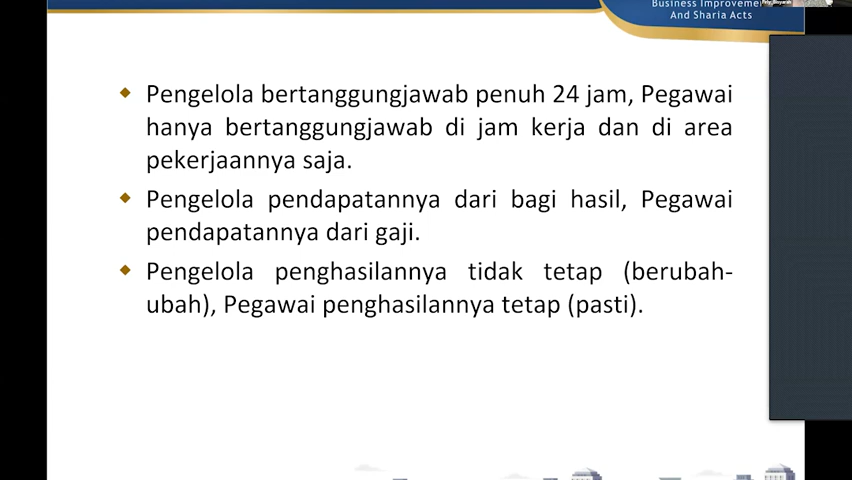 Business Improvement
And Sharia Acts
Pengelola bertanggungjawab penuh 24 jam, Pegawai
hanya bertanggungjawab di jam kerja dan di area
pekerjaannya saja.
Pengelola pendapatannya dari bagi hasil, Pegawai
pendapatannya dari gaji.
Pengelola penghasilannya tidak tetap (berubah-
ubah), Pegawai penghasilannya tetap (pasti).